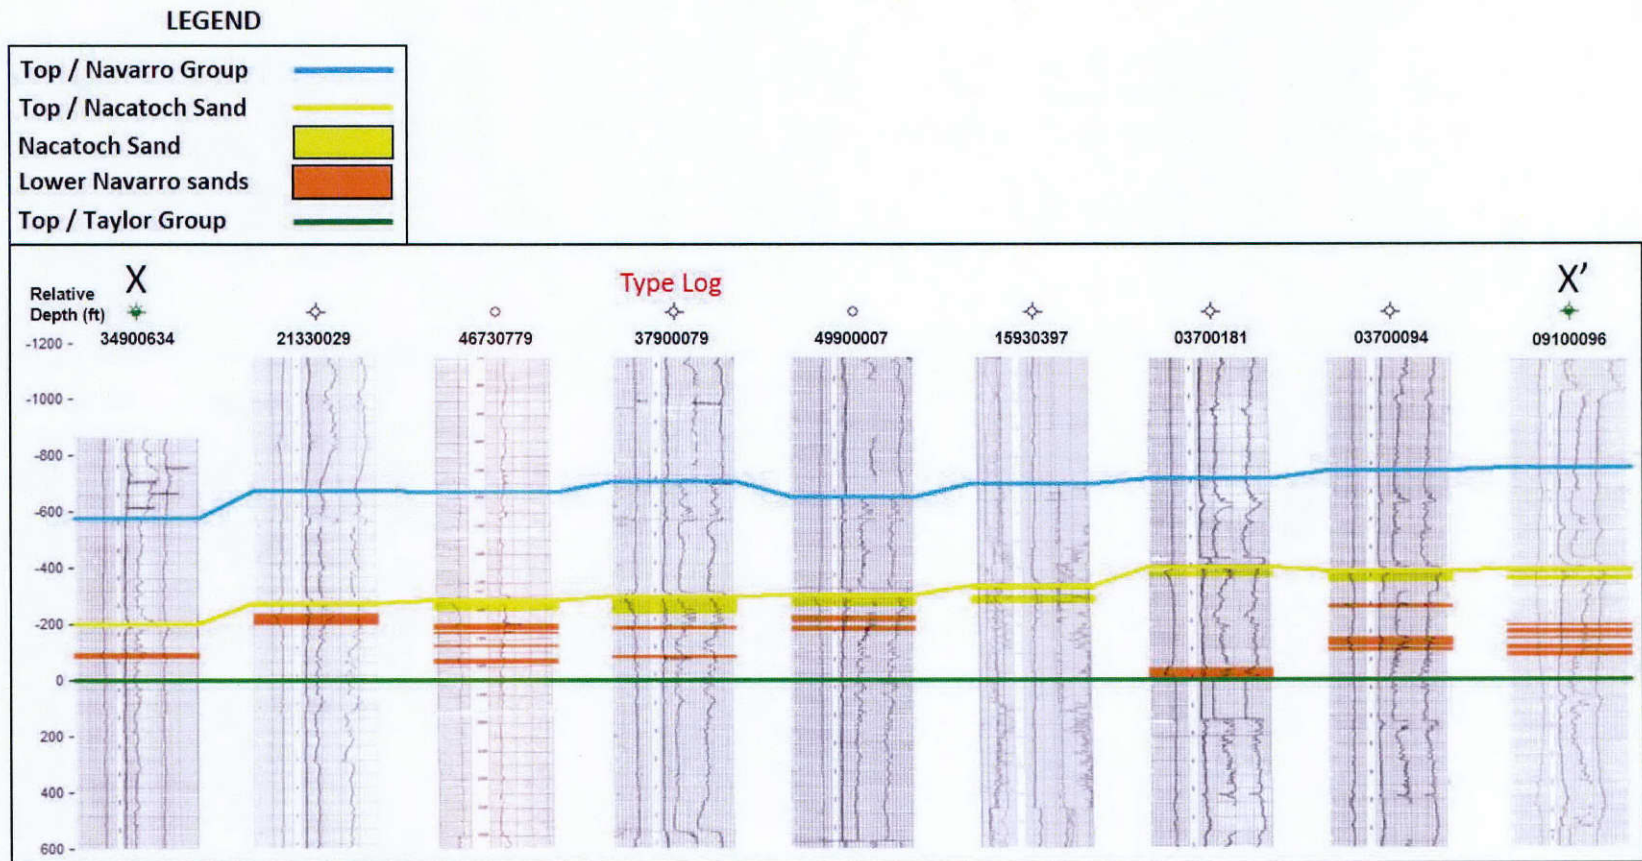 LEGEND
Top / Navarro Group
Top / Nacatoch Sand
Nacatoch Sand
Lower Navarro sands
Top / Taylor Group
X Type Log X'
Relative
Depth (ft)
34900634 21330029 46730779 37900079 49900007 15930397 03700181 03700094 09100096
-1200 -
-1000 -
-800 -
-600 -
-400 -
-200 -
0 -
200 -
400 -
600 -